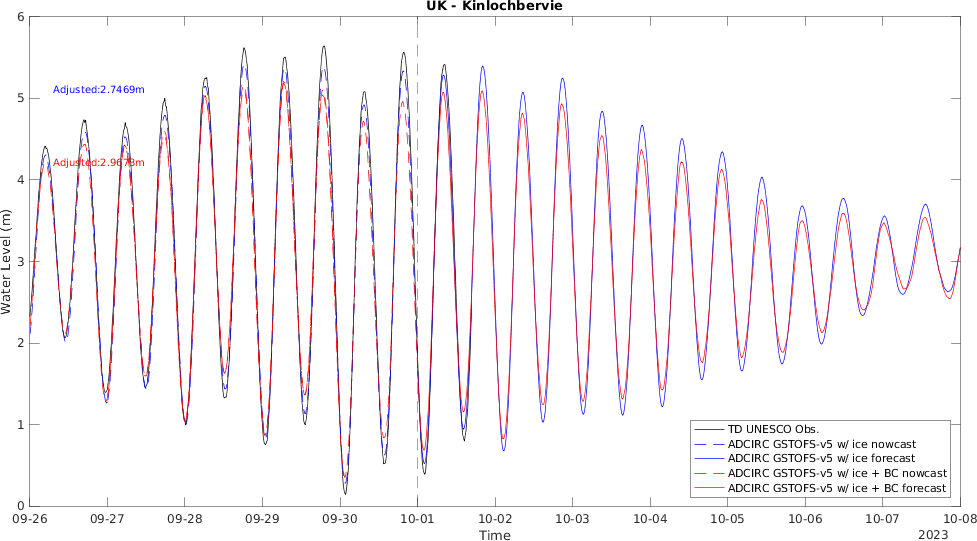 UK - Kinlochbervie
6
5
4
3
2
1
0
Water Level (m)
Adjusted:2.7469m
Adjusted:2.9673m
TD UNESCO Obs.
ADCIRC GSTOFS-v5 w/ ice nowcast
ADCIRC GSTOFS-v5 w/ ice forecast
ADCIRC GSTOFS-v5 w/ ice + BC nowcast
ADCIRC GSTOFS-v5 w/ ice + BC forecast
09-26 09-27 09-28 09-29 09-30 10-01 10-02 10-03 10-04 10-05 10-06 10-07 10-08
Time
2023